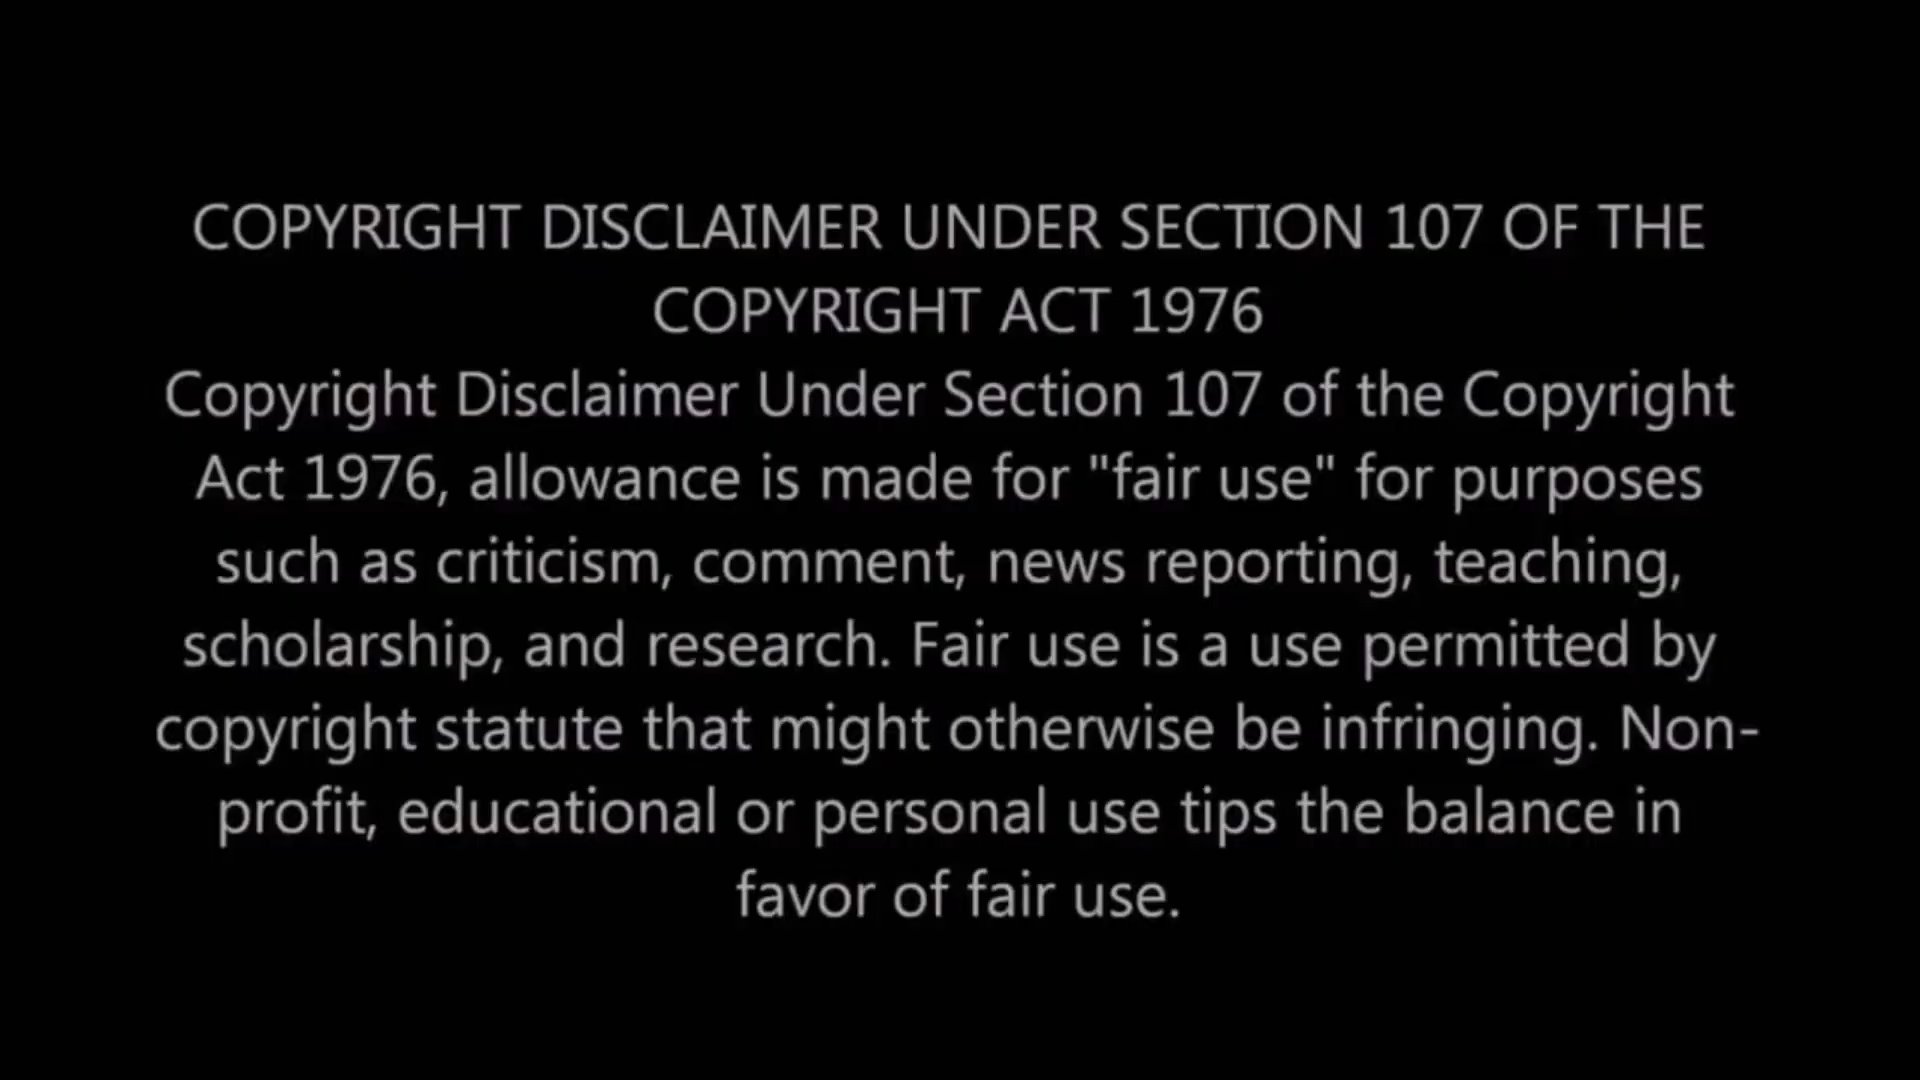 COPYRIGHT DISCLAIMER UNDER SECTION 107 OF THE
COPYRIGHT ACT 1976
Copyright Disclaimer Under Section 107 of the Copyright
Act 1976, allowance is made for "fair use" for purposes
such as criticism, comment, news reporting, teaching,
scholarship, and research. Fair use is a use permitted by
copyright statute that might otherwise be infringing. Non-
profit, educational or personal use tips the balance in
favor of fair use.